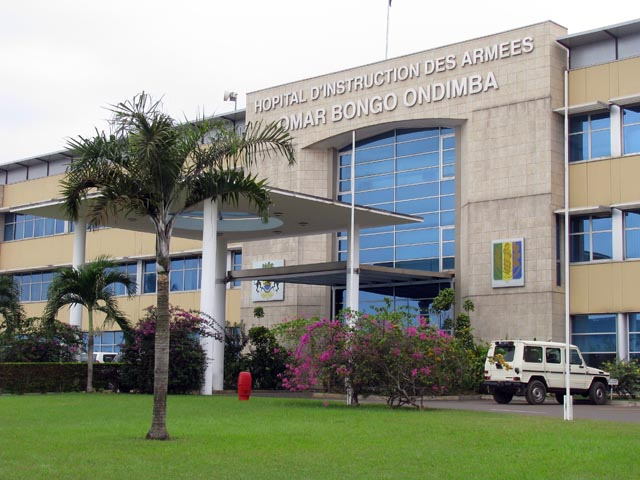 HOPITAL D'INSTRUCTION DES ARMEES
OMAR BONGO ONDIMBA